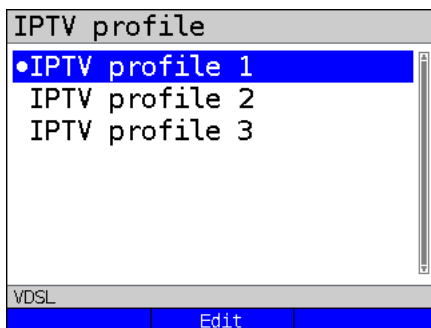 IPTV profile
●IPTV profile 1
IPTV profile 2
IPTV profile 3
VDSL
Edit